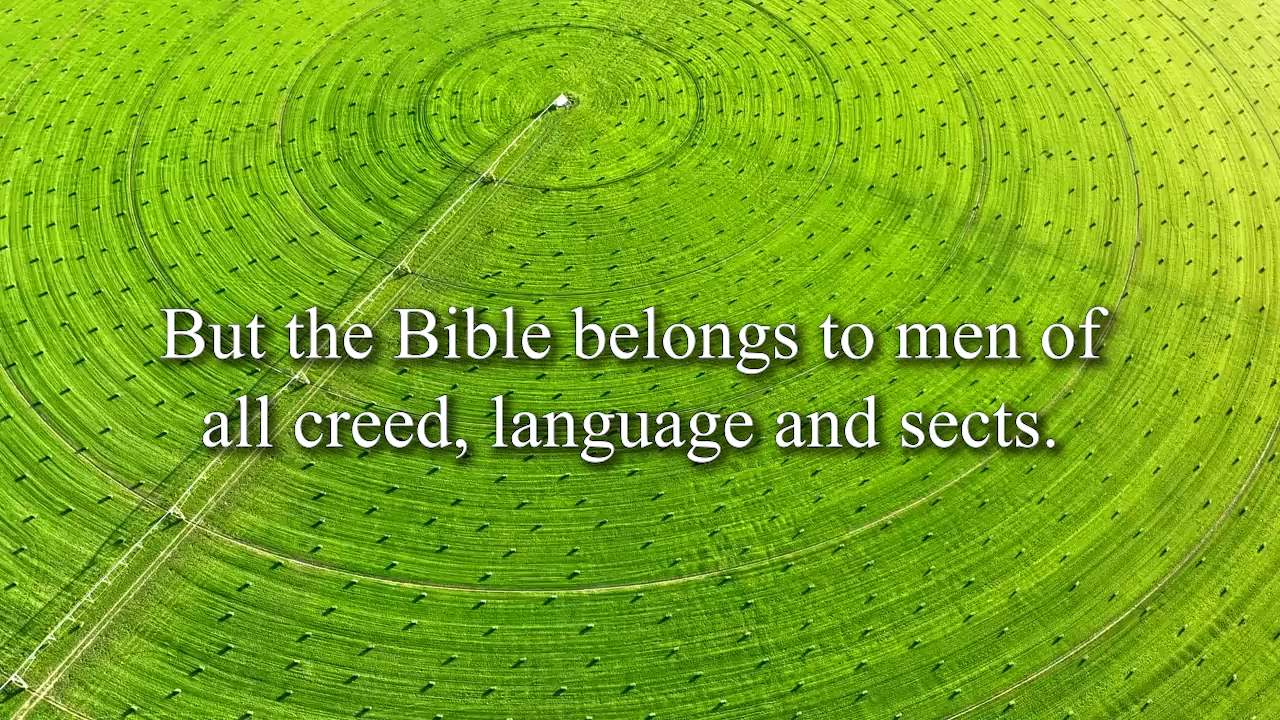 But the Bible belongs to men of
all creed, language and sects.